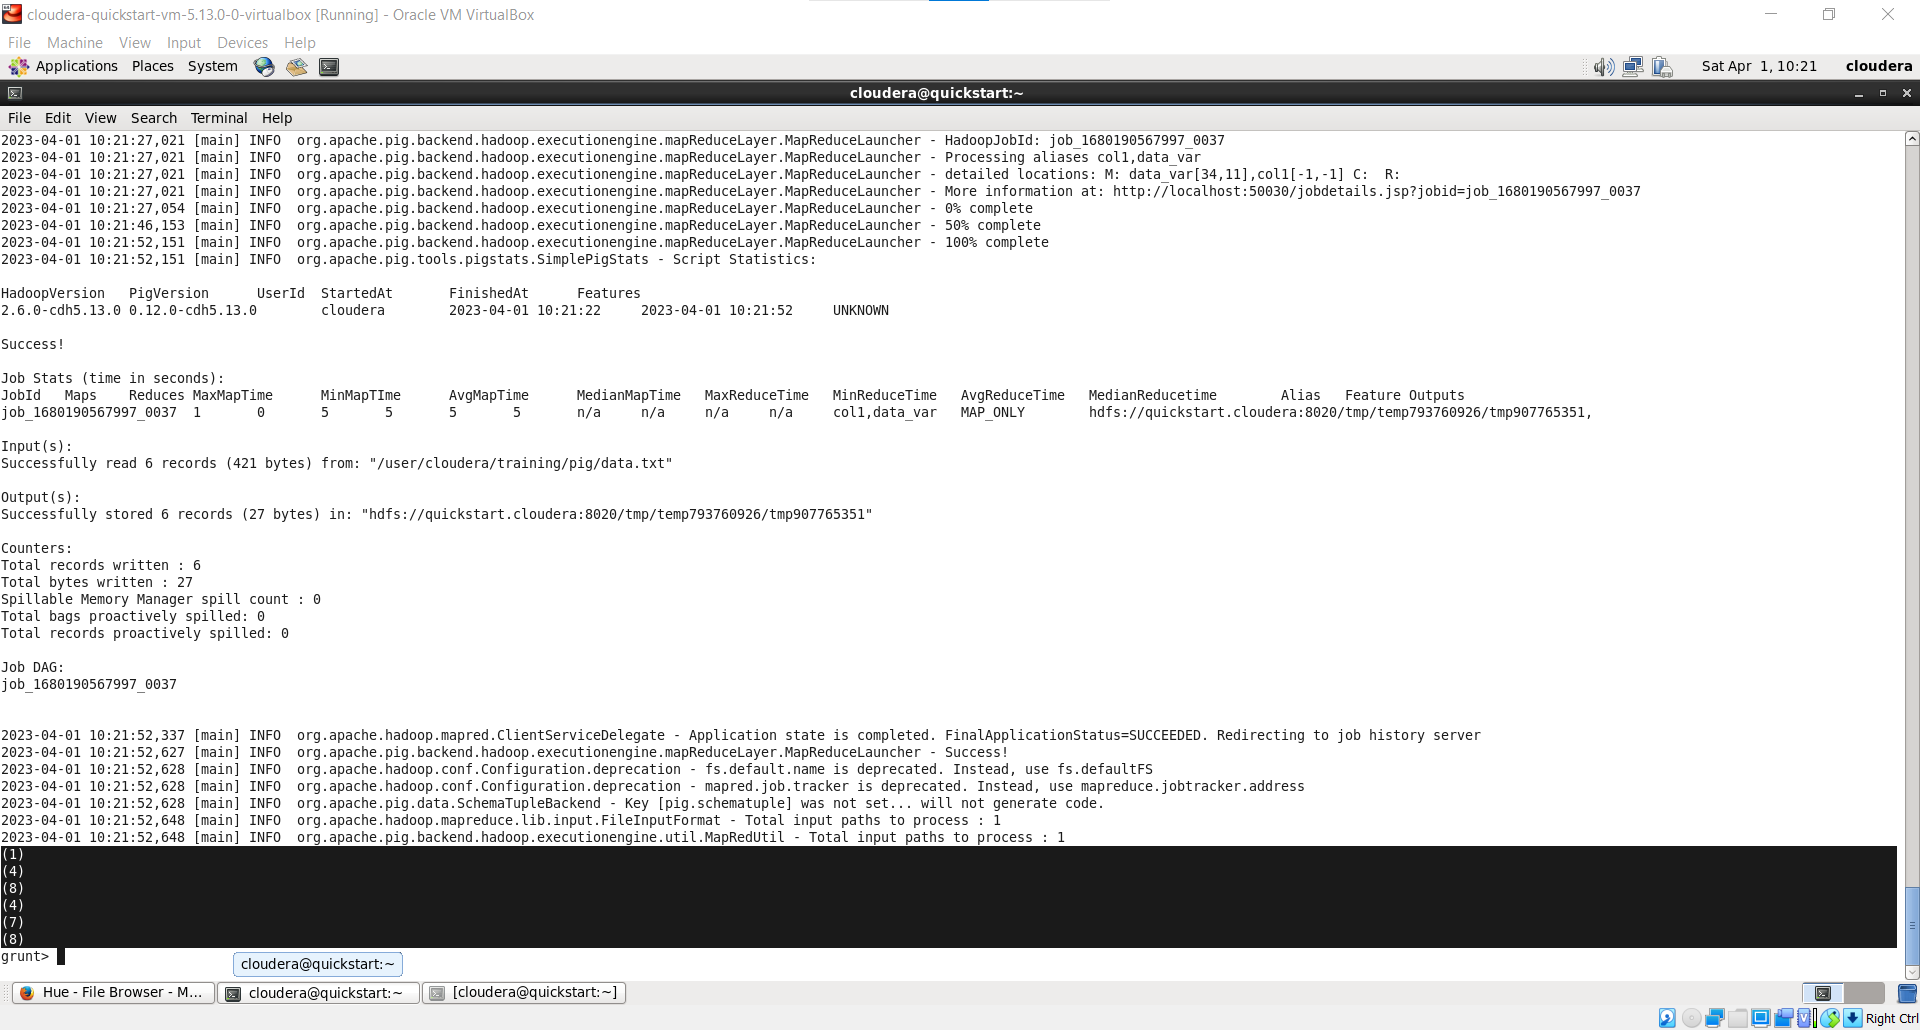 cloudera-quickstart-vm-5.13.0-0-virtualbox [Running] - Oracle VM VirtualBox
File Machine View Input Devices Help
Applications Places System Sat Apr 1, 10:21 cloudera
cloudera@quickstart:~
File Edit View Search Terminal Help
2023-04-01 10:21:27,021 [main] INFO  org.apache.pig.backend.hadoop.executionengine.mapReduceLayer.MapReduceLauncher - HadoopJobId: job_1680190567997_0037
2023-04-01 10:21:27,021 [main] INFO  org.apache.pig.backend.hadoop.executionengine.mapReduceLayer.MapReduceLauncher - Processing aliases col1,data_var
2023-04-01 10:21:27,021 [main] INFO  org.apache.pig.backend.hadoop.executionengine.mapReduceLayer.MapReduceLauncher - detailed locations: M: data_var[34,11],col1[-1,-1] C:  R:
2023-04-01 10:21:27,021 [main] INFO  org.apache.pig.backend.hadoop.executionengine.mapReduceLayer.MapReduceLauncher - More information at: http://localhost:50030/jobdetails.jsp?jobid=job_1680190567997_0037
2023-04-01 10:21:27,054 [main] INFO  org.apache.pig.backend.hadoop.executionengine.mapReduceLayer.MapReduceLauncher - 0% complete
2023-04-01 10:21:46,153 [main] INFO  org.apache.pig.backend.hadoop.executionengine.mapReduceLayer.MapReduceLauncher - 50% complete
2023-04-01 10:21:52,151 [main] INFO  org.apache.pig.backend.hadoop.executionengine.mapReduceLayer.MapReduceLauncher - 100% complete
2023-04-01 10:21:52,151 [main] INFO  org.apache.pig.tools.pigstats.SimplePigStats - Script Statistics:
HadoopVersion PigVersion UserId StartedAt FinishedAt Features
2.6.0-cdh5.13.0 0.12.0-cdh5.13.0 cloudera 2023-04-01 10:21:22 2023-04-01 10:21:52 UNKNOWN
Success!
Job Stats (time in seconds):
JobId Maps Reduces MaxMapTime MinMapTIme AvgMapTime MedianMapTime MaxReduceTime MinReduceTime AvgReduceTime MedianReducetime Alias Feature Outputs
job_1680190567997_0037 1 0 5 5 5 5 n/a n/a n/a n/a col1,data_var MAP_ONLY hdfs://quickstart.cloudera:8020/tmp/temp793760926/tmp907765351,
Input(s):
Successfully read 6 records (421 bytes) from: "/user/cloudera/training/pig/data.txt"
Output(s):
Successfully stored 6 records (27 bytes) in: "hdfs://quickstart.cloudera:8020/tmp/temp793760926/tmp907765351"
Counters:
Total records written : 6
Total bytes written : 27
Spillable Memory Manager spill count : 0
Total bags proactively spilled: 0
Total records proactively spilled: 0
Job DAG:
job_1680190567997_0037
2023-04-01 10:21:52,337 [main] INFO  org.apache.hadoop.mapred.ClientServiceDelegate - Application state is completed. FinalApplicationStatus=SUCCEEDED. Redirecting to job history server
2023-04-01 10:21:52,627 [main] INFO  org.apache.pig.backend.hadoop.executionengine.mapReduceLayer.MapReduceLauncher - Success!
2023-04-01 10:21:52,628 [main] INFO  org.apache.hadoop.conf.Configuration.deprecation - fs.default.name is deprecated. Instead, use fs.defaultFS
2023-04-01 10:21:52,628 [main] INFO  org.apache.hadoop.conf.Configuration.deprecation - mapred.job.tracker is deprecated. Instead, use mapreduce.jobtracker.address
2023-04-01 10:21:52,628 [main] INFO  org.apache.pig.data.SchemaTupleBackend - Key [pig.schematuple] was not set... will not generate code.
2023-04-01 10:21:52,648 [main] INFO  org.apache.hadoop.mapreduce.lib.input.FileInputFormat - Total input paths to process : 1
2023-04-01 10:21:52,648 [main] INFO  org.apache.pig.backend.hadoop.executionengine.util.MapRedUtil - Total input paths to process : 1
(1)
(4)
(8)
(4)
(7)
(8)
grunt>
cloudera@quickstart:~
Hue - File Browser - M... cloudera@quickstart:~ [cloudera@quickstart:~]
Right Ctrl